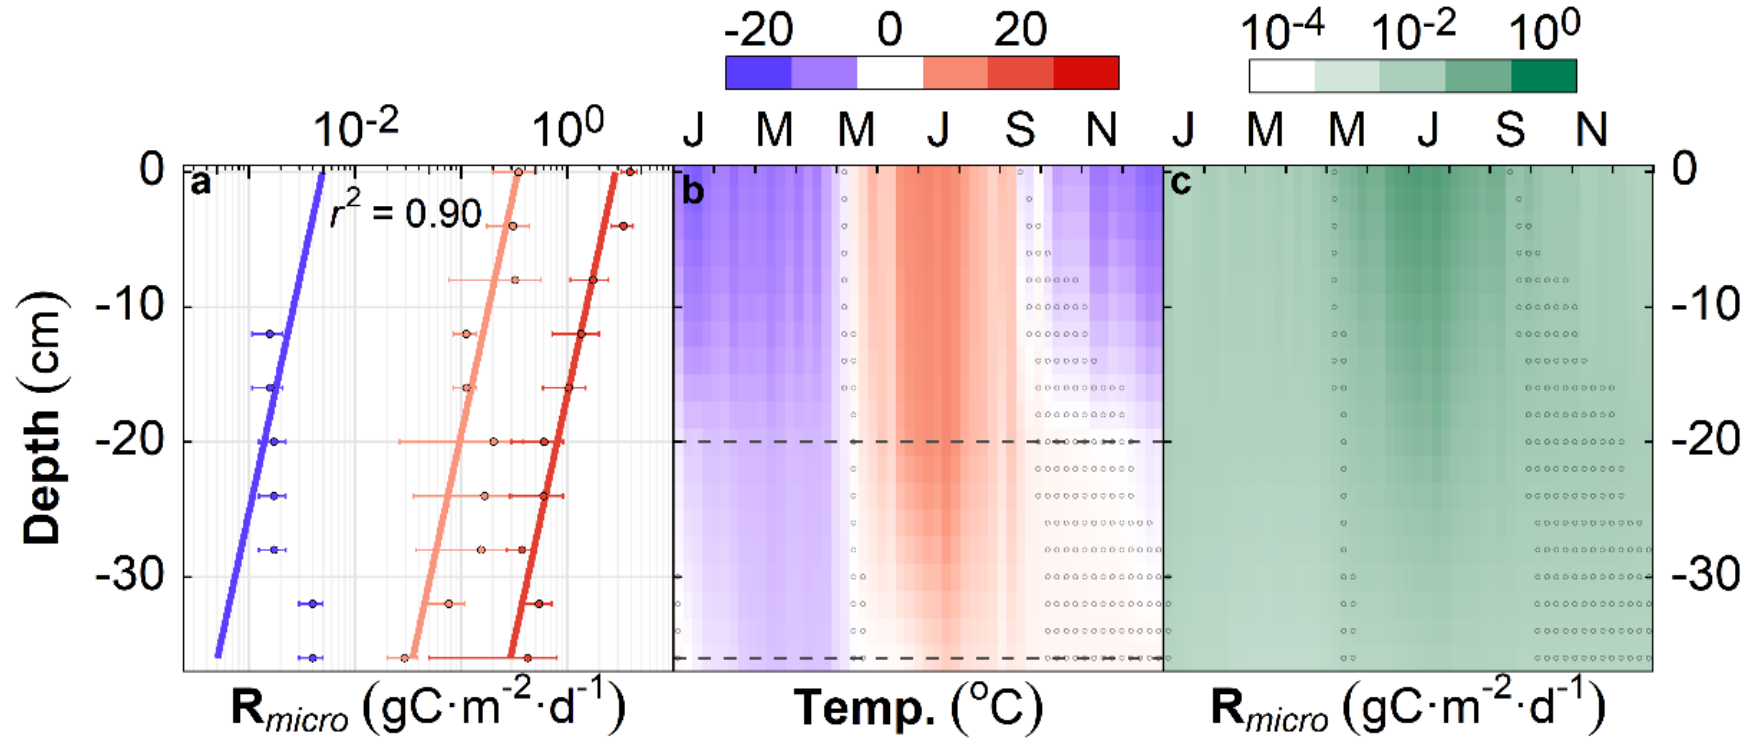 -20 0 20
10-4 10-2 100
10-2 100
J M M J S N
J M M J S N
0 -10 -20 -30
Depth (cm)
a
r2 = 0.90
b
c
0 -10 -20 -30
Rmicro (gC·m-2·d-1)
Temp. (oC)
Rmicro (gC·m-2·d-1)